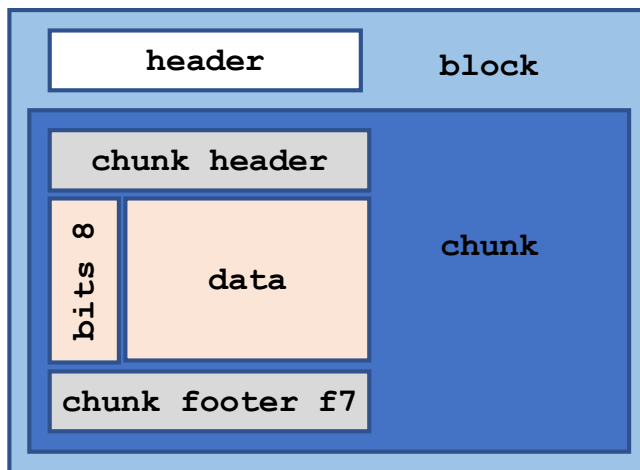 header
block
chunk header
bits 8
data
chunk
chunk footer f7